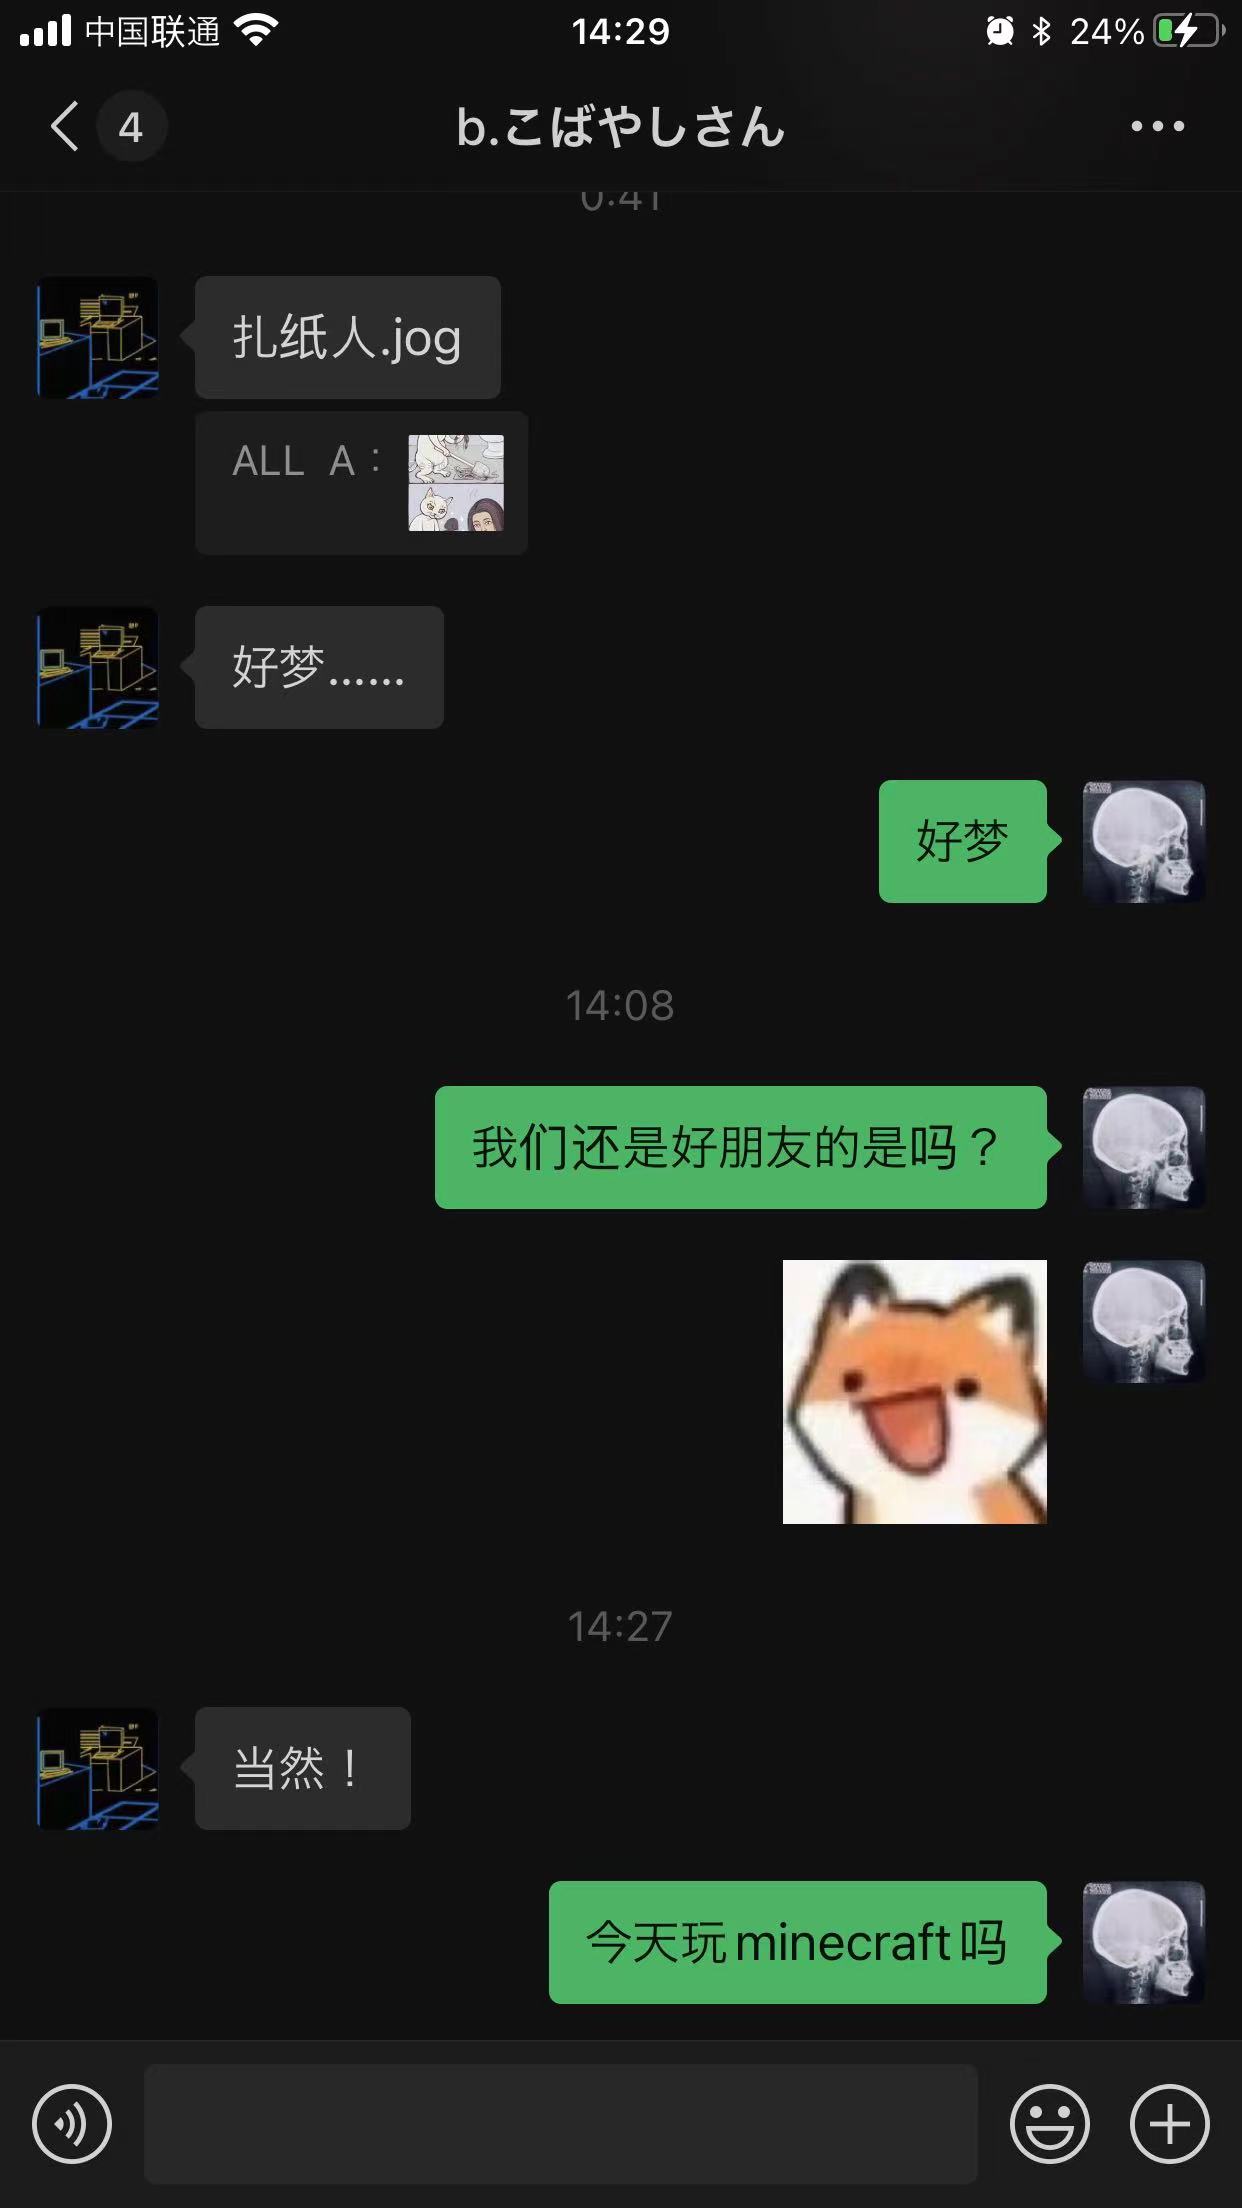 中国联通
14:29
24%
4
b.こばやしさん
0:41
扎纸人.jog
ALL A：
好梦......
好梦
14:08
我们还是好朋友的是吗？
14:27
当然！
今天玩minecraft吗